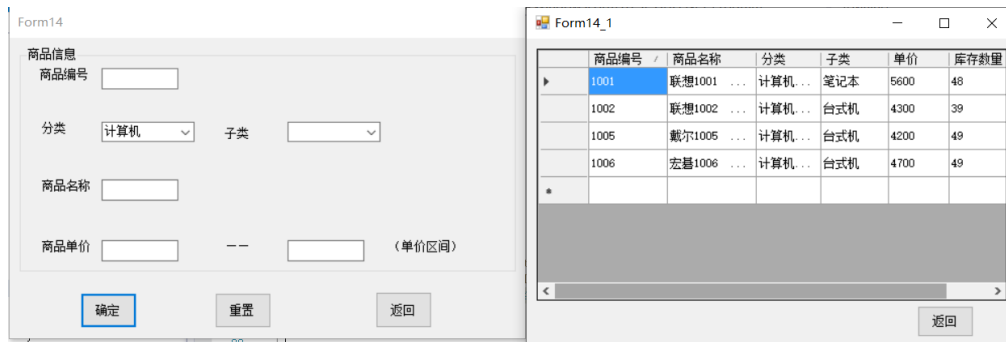 Form14
商品信息
商品编号
分类 计算机 子类
商品名称
商品单价 —— （单价区间）
确定 重置 返回
Form14_1
商品编号 商品名称 分类 子类 单价 库存数量
1001 联想1001 ... 计算机... 笔记本 5600 48
1002 联想1002 ... 计算机... 台式机 4300 39
1005 戴尔1005 ... 计算机... 台式机 4200 49
1006 宏碁1006 ... 计算机... 台式机 4700 49
返回